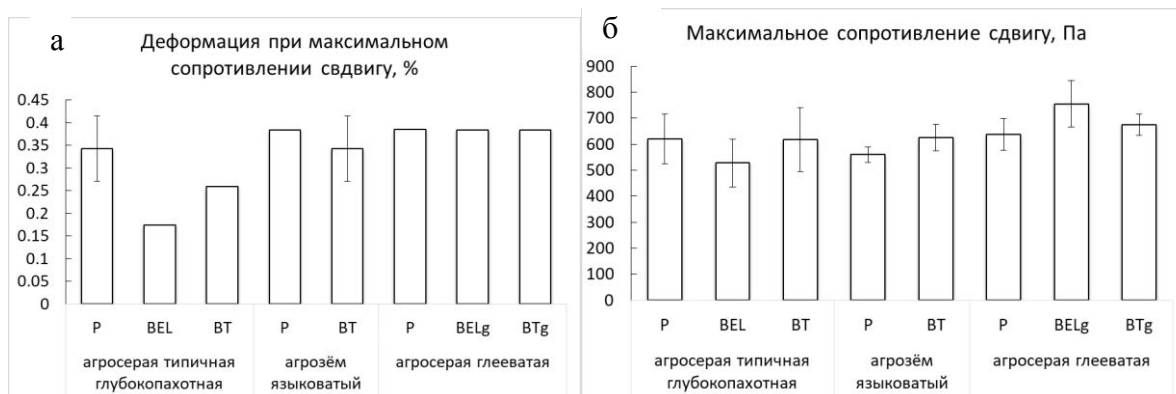 а
Деформация при максимальном
сопротивлении свдвигу, %
0.45
0.4
0.35
0.3
0.25
0.2
0.15
0.1
0.05
0
P BEL BT P BT P BELg BTg
агросерая типичная глубокопахотная
агрозём языковатый
агросерая глееватая
б
Максимальное сопротивление сдвигу, Па
900
800
700
600
500
400
300
200
100
0
P BEL BT P BT P BELg BTg
агросерая типичная глубокопахотная
агрозём языковатый
агросерая глееватая